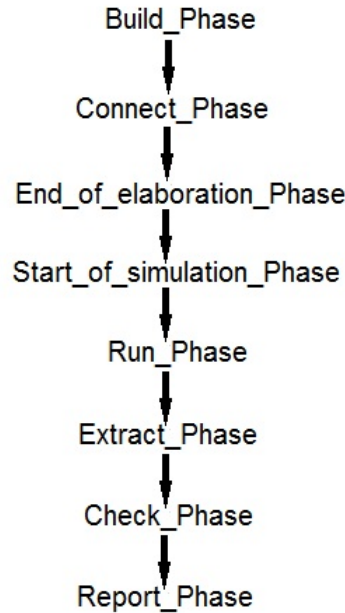 Build_Phase
Connect_Phase
End_of_elaboration_Phase
Start_of_simulation_Phase
Run_Phase
Extract_Phase
Check_Phase
Report_Phase